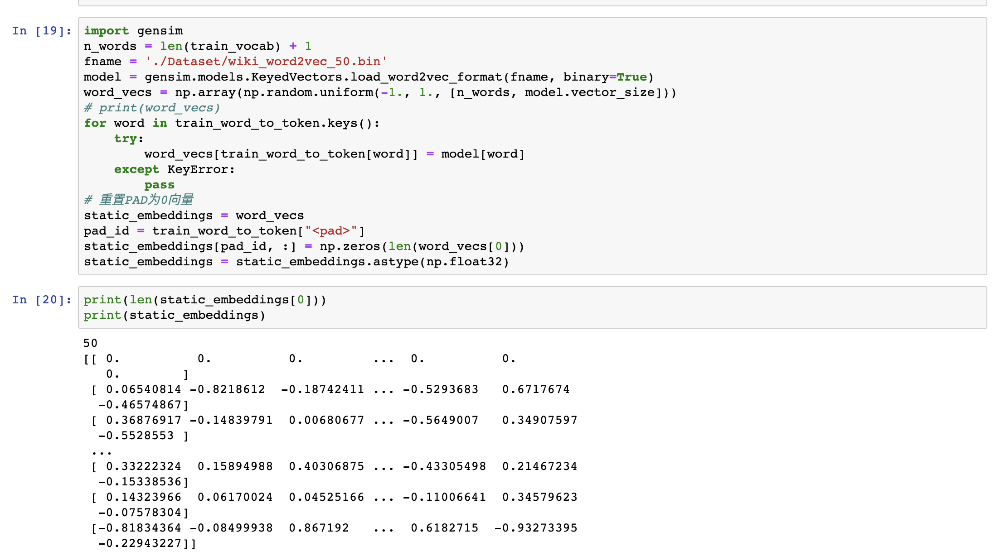 In [19]:
import gensim
n_words = len(train_vocab) + 1
fname = './Dataset/wiki_word2vec_50.bin'
model = gensim.models.KeyedVectors.load_word2vec_format(fname, binary=True)
word_vecs = np.array(np.random.uniform(-1., 1., [n_words, model.vector_size]))
# print(word_vecs)
for word in train_word_to_token.keys():
    try:
        word_vecs[train_word_to_token[word]] = model[word]
    except KeyError:
        pass
# 重置PAD为0向量
static_embeddings = word_vecs
pad_id = train_word_to_token["<pad>"]
static_embeddings[pad_id, :] = np.zeros(len(word_vecs[0]))
static_embeddings = static_embeddings.astype(np.float32)
In [20]:
print(len(static_embeddings[0]))
print(static_embeddings)
50
[[ 0.          0.          0.         ...  0.          0.
   0.        ]
 [ 0.06540814 -0.8218612  -0.18742411 ... -0.5293683   0.6717674
  -0.46574867]
 [ 0.36876917 -0.14839791  0.00680677 ... -0.5649007   0.34907597
  -0.5528553 ]
 ...
 [ 0.33222324  0.15894988  0.40306875 ... -0.43305498  0.21467234
  -0.15338536]
 [ 0.14323966  0.06170024  0.04525166 ... -0.11006641  0.34579623
  -0.07578304]
 [-0.81834364 -0.08499938  0.867192   ...  0.6182715  -0.93273395
  -0.22943227]]